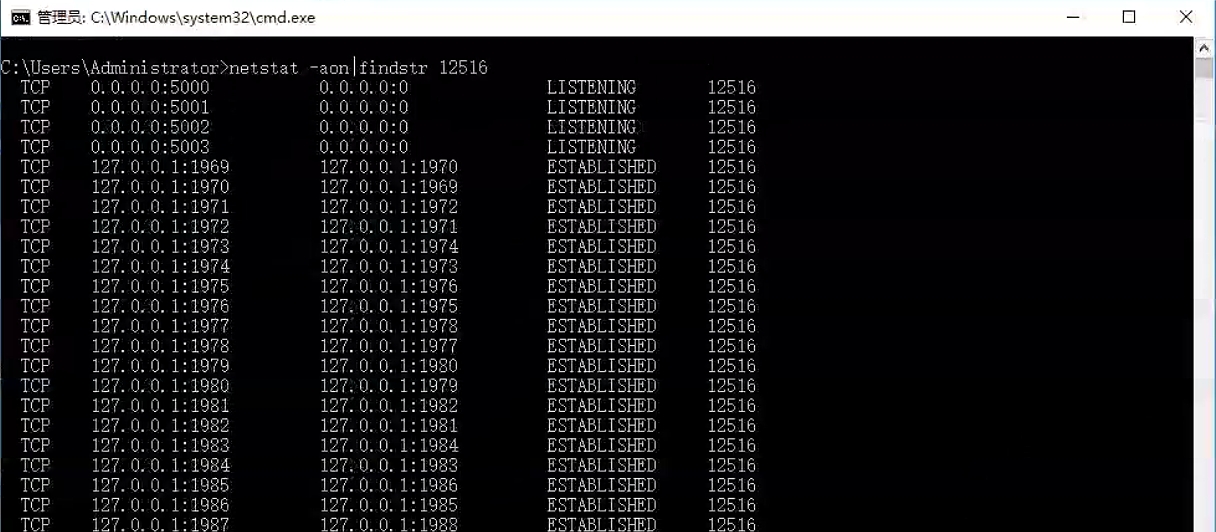 管理员: C:\Windows\system32\cmd.exe
C:\Users\Administrator>netstat -aon|findstr 12516
TCP 0.0.0.0:5000 0.0.0.0:0 LISTENING 12516
TCP 0.0.0.0:5001 0.0.0.0:0 LISTENING 12516
TCP 0.0.0.0:5002 0.0.0.0:0 LISTENING 12516
TCP 0.0.0.0:5003 0.0.0.0:0 LISTENING 12516
TCP 127.0.0.1:1969 127.0.0.1:1970 ESTABLISHED 12516
TCP 127.0.0.1:1970 127.0.0.1:1969 ESTABLISHED 12516
TCP 127.0.0.1:1971 127.0.0.1:1972 ESTABLISHED 12516
TCP 127.0.0.1:1972 127.0.0.1:1971 ESTABLISHED 12516
TCP 127.0.0.1:1973 127.0.0.1:1974 ESTABLISHED 12516
TCP 127.0.0.1:1974 127.0.0.1:1973 ESTABLISHED 12516
TCP 127.0.0.1:1975 127.0.0.1:1976 ESTABLISHED 12516
TCP 127.0.0.1:1976 127.0.0.1:1975 ESTABLISHED 12516
TCP 127.0.0.1:1977 127.0.0.1:1978 ESTABLISHED 12516
TCP 127.0.0.1:1978 127.0.0.1:1977 ESTABLISHED 12516
TCP 127.0.0.1:1979 127.0.0.1:1980 ESTABLISHED 12516
TCP 127.0.0.1:1980 127.0.0.1:1979 ESTABLISHED 12516
TCP 127.0.0.1:1981 127.0.0.1:1982 ESTABLISHED 12516
TCP 127.0.0.1:1982 127.0.0.1:1981 ESTABLISHED 12516
TCP 127.0.0.1:1983 127.0.0.1:1984 ESTABLISHED 12516
TCP 127.0.0.1:1984 127.0.0.1:1983 ESTABLISHED 12516
TCP 127.0.0.1:1985 127.0.0.1:1986 ESTABLISHED 12516
TCP 127.0.0.1:1986 127.0.0.1:1985 ESTABLISHED 12516
TCP 127.0.0.1:1987 127.0.0.1:1988 ESTABLISHED 12516